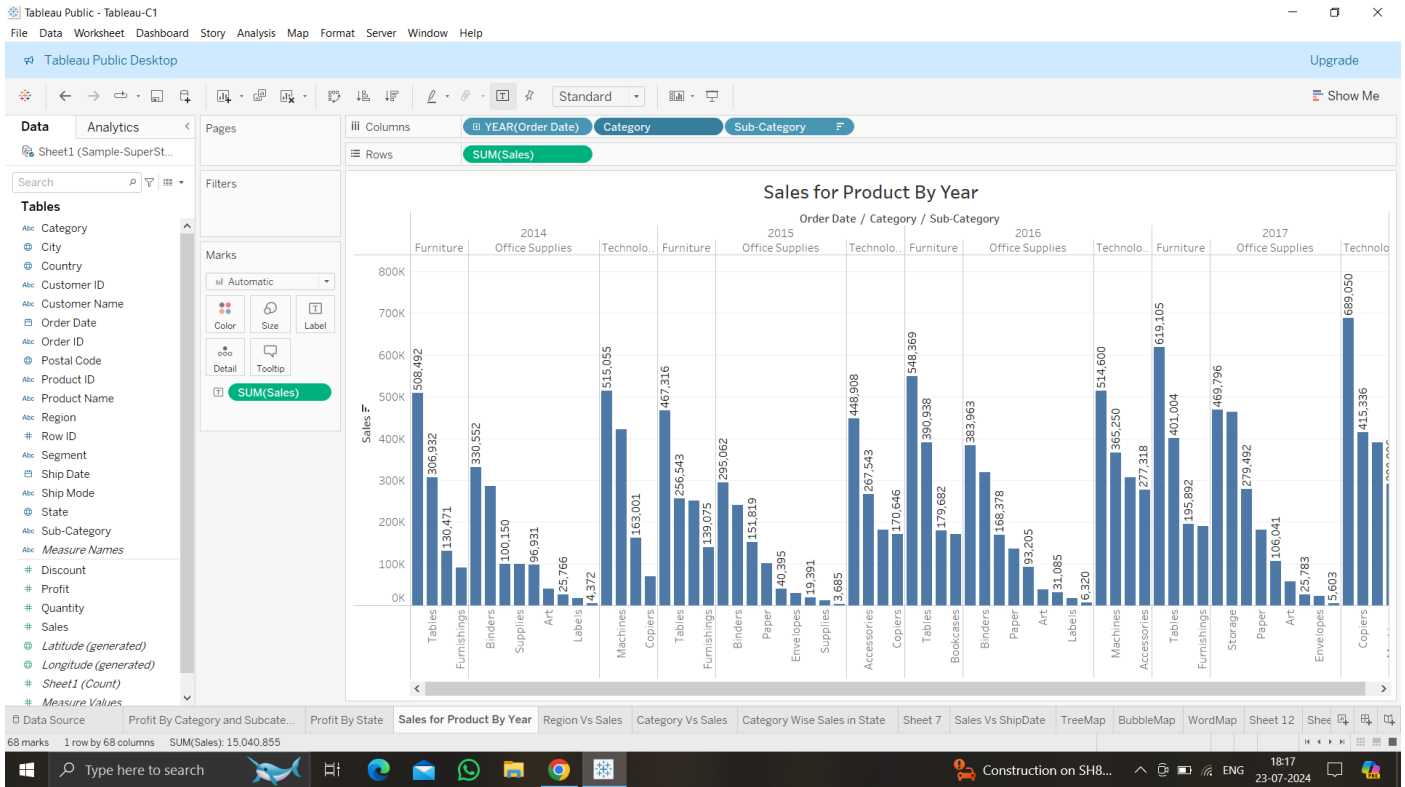 Tableau Public - Tableau-C1
File Data Worksheet Dashboard Story Analysis Map Format Server Window Help
Tableau Public Desktop Upgrade
Standard Show Me
Data Analytics
Sheet1 (Sample-SuperSt...
Search
Tables
Abc Category
City
Country
Abc Customer ID
Abc Customer Name
Order Date
Abc Order ID
Postal Code
Abc Product ID
Abc Product Name
Abc Region
# Row ID
Abc Segment
Ship Date
Abc Ship Mode
State
Abc Sub-Category
Abc Measure Names
# Discount
# Profit
# Quantity
# Sales
Latitude (generated)
Longitude (generated)
# Sheet1 (Count)
# Measure Values
Pages
Filters
Marks
Automatic
Color Size Label
Detail Tooltip
SUM(Sales)
Columns YEAR(Order Date) Category Sub-Category
Rows SUM(Sales)
Sales for Product By Year
Order Date / Category / Sub-Category
2014 2015 2016 2017
Furniture Office Supplies Technolo.. Furniture Office Supplies Technolo.. Furniture Office Supplies Technolo.. Furniture Office Supplies Technolo
Sales
800K
700K
600K
500K
400K
300K
200K
100K
0K
508,492 306,932 130,471 330,552 100,150 96,931 25,766 4,372 515,055 163,001
467,316 256,543 139,075 295,062 151,819 40,395 19,391 3,685 448,908 267,543 170,646
548,369 390,938 179,682 383,963 168,378 93,205 31,085 6,320 514,600 365,250 277,318
619,105 401,004 195,892 469,796 279,492 106,041 25,783 5,603 689,050 415,336
Tables Furnishings Binders Supplies Art Labels Machines Copiers
Tables Furnishings Binders Paper Envelopes Supplies Accessories Copiers
Tables Bookcases Binders Paper Art Labels Machines Accessories
Tables Furnishings Storage Paper Art Envelopes Copiers
Data Source Profit By Category and Subcate... Profit By State Sales for Product By Year Region Vs Sales Category Vs Sales Category Wise Sales in State Sheet 7 Sales Vs ShipDate TreeMap BubbleMap WordMap Sheet 12 Shee
68 marks 1 row by 68 columns SUM(Sales): 15,040,855
Type here to search Construction on SH8... ENG 18:17
23-07-2024